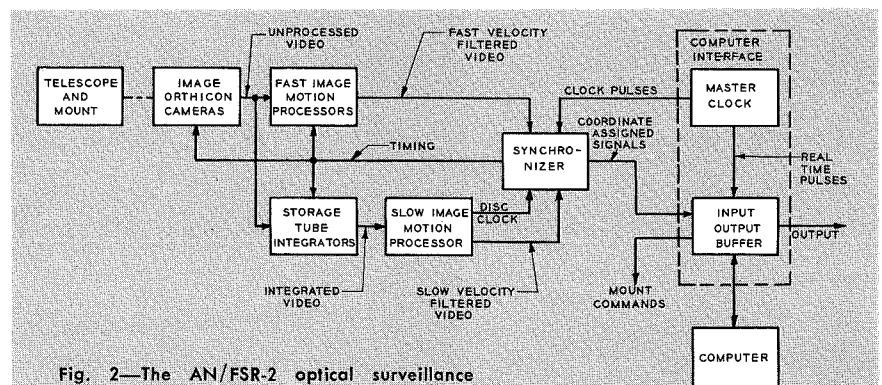 UNPROCESSED
VIDEO
FAST VELOCITY
FILTERED
VIDEO
COMPUTER
INTERFACE
TELESCOPE
AND
MOUNT
IMAGE
ORTHICON
CAMERAS
FAST IMAGE
MOTION
PROCESSORS
CLOCK PULSES
MASTER
CLOCK
COORDINATE
ASSIGNED
SIGNALS
TIMING
SYNCHRO-
NIZER
REAL
TIME
PULSES
STORAGE
TUBE
INTEGRATORS
SLOW IMAGE
MOTION
PROCESSOR
DISC
CLOCK
INPUT
OUTPUT
BUFFER
OUTPUT
INTEGRATED
VIDEO
SLOW VELOCITY
FILTERED
VIDEO
MOUNT
COMMANDS
COMPUTER
Fig. 2—The AN/FSR-2 optical surveillance